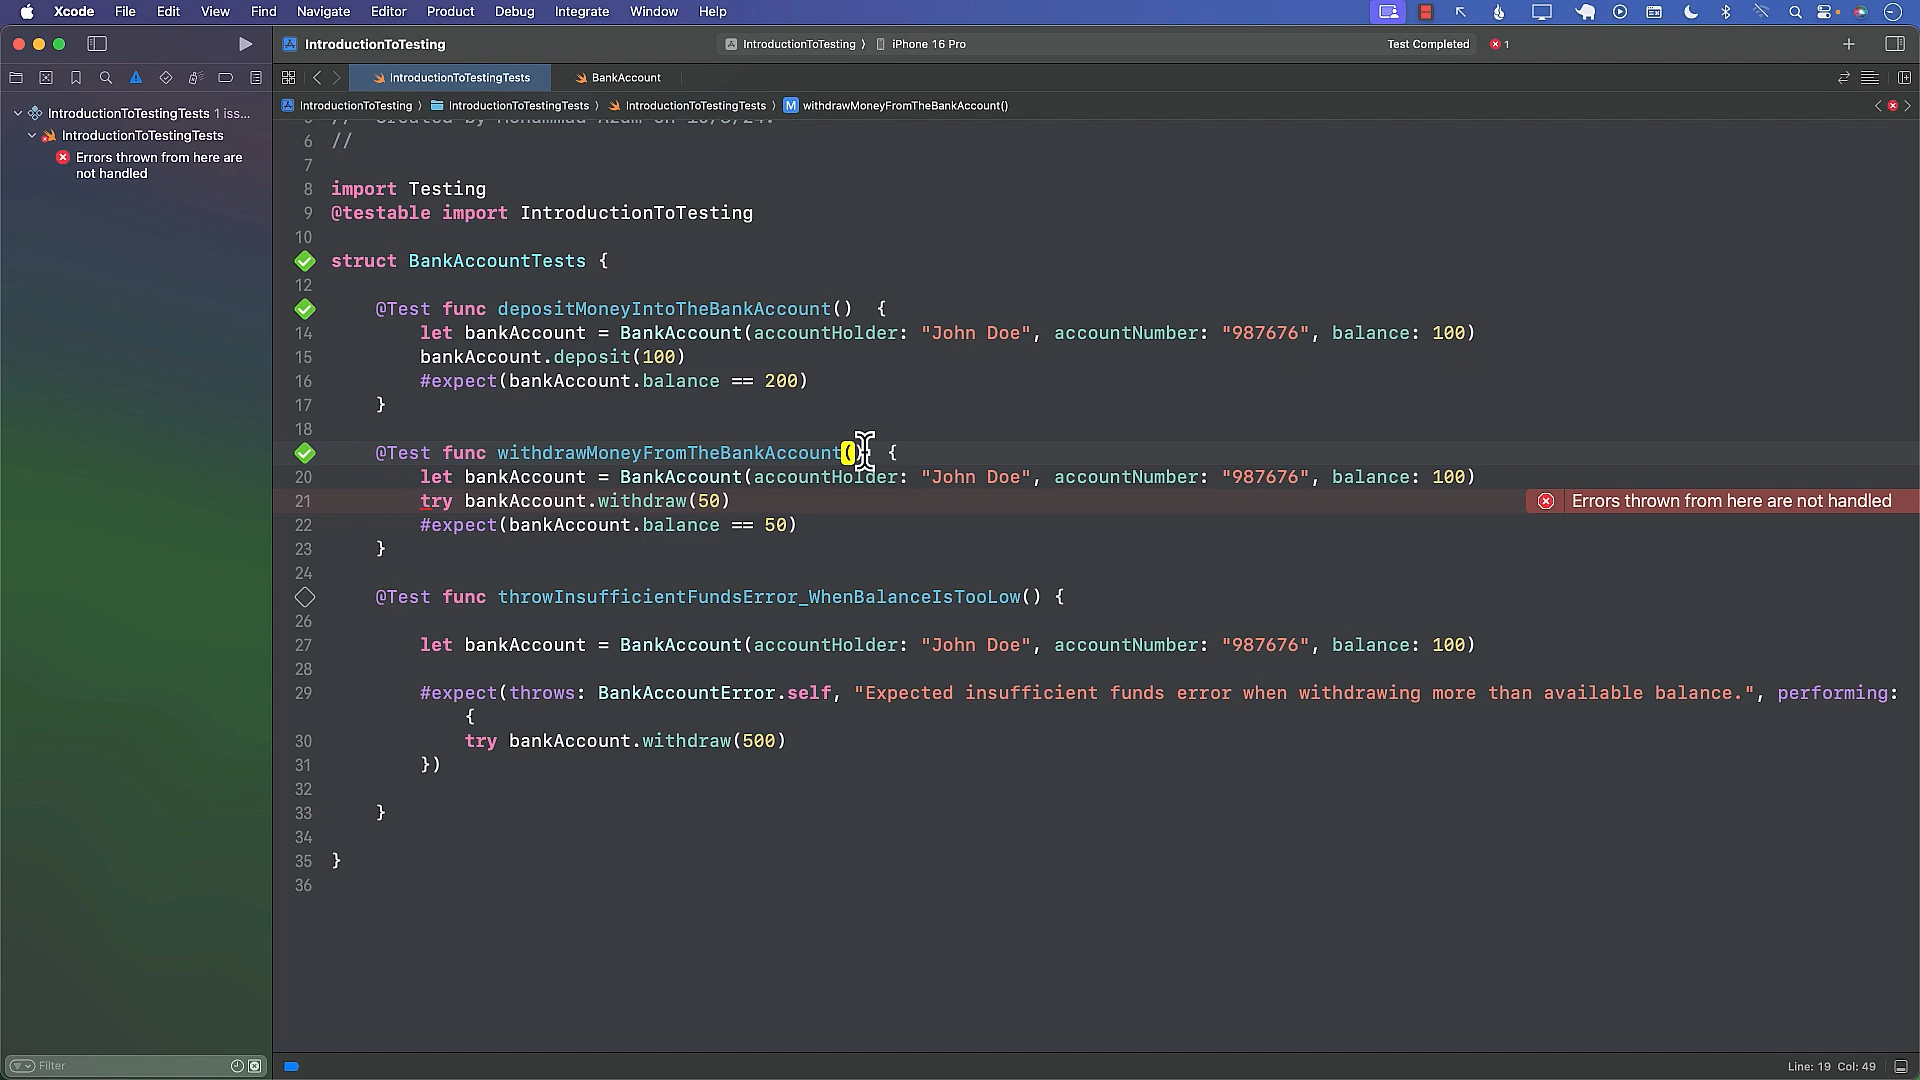 Xcode File Edit View Find Navigate Editor Product Debug Integrate Window Help
IntroductionToTesting
IntroductionToTesting 〉 iPhone 16 Pro
Test Completed 1
IntroductionToTestingTests
BankAccount
IntroductionToTesting 〉 IntroductionToTestingTests 〉 IntroductionToTestingTests 〉 M withdrawMoneyFromTheBankAccount()
IntroductionToTestingTests 1 iss...
IntroductionToTestingTests
Errors thrown from here are
not handled
6 //
7
8 import Testing
9 @testable import IntroductionToTesting
10
struct BankAccountTests {
12
@Test func depositMoneyIntoTheBankAccount() {
14 let bankAccount = BankAccount(accountHolder: "John Doe", accountNumber: "987676", balance: 100)
15 bankAccount.deposit(100)
16 #expect(bankAccount.balance == 200)
17 }
18
@Test func withdrawMoneyFromTheBankAccount() {
20 let bankAccount = BankAccount(accountHolder: "John Doe", accountNumber: "987676", balance: 100)
21 try bankAccount.withdraw(50)
Errors thrown from here are not handled
22 #expect(bankAccount.balance == 50)
23 }
24
@Test func throwInsufficientFundsError_WhenBalanceIsTooLow() {
26
27 let bankAccount = BankAccount(accountHolder: "John Doe", accountNumber: "987676", balance: 100)
28
29 #expect(throws: BankAccountError.self, "Expected insufficient funds error when withdrawing more than available balance.", performing:
{
30 try bankAccount.withdraw(500)
31 })
32
33 }
34
35 }
36
Filter
Line: 19 Col: 49